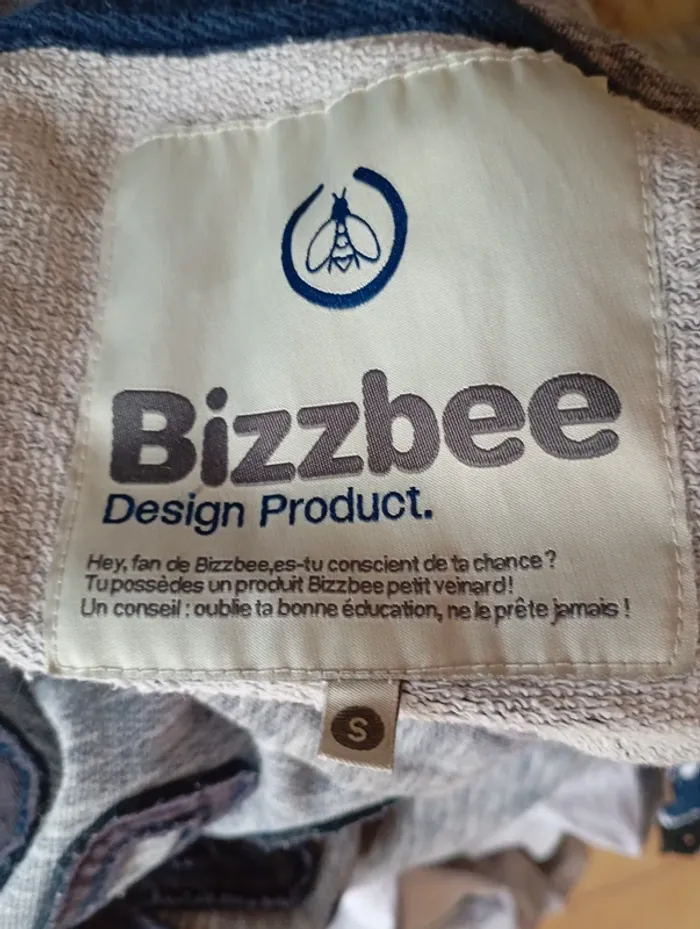 Bizzbee
Design Product.
Hey, fan de Bizzbee,es-tu conscient de ta chance ?
Tu possèdes un produit Bizzbee petit veinard !
Un conseil : oublie ta bonne éducation, ne le prête jamais !
S